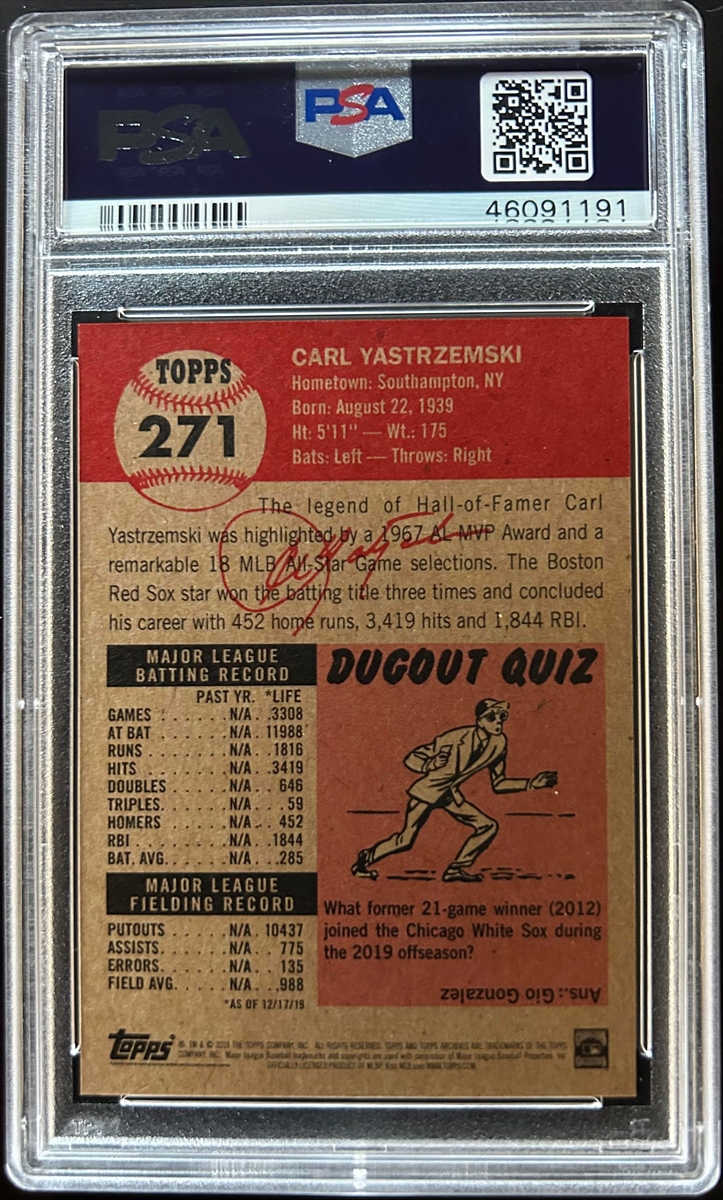 PSA
PSA
46091191
TOPPS
271
CARL YASTRZEMSKI
Hometown: Southampton, NY
Born: August 22, 1939
Ht: 5'11" — Wt.: 175
Bats: Left — Throws: Right
The legend of Hall-of-Famer Carl
Yastrzemski was highlighted by a 1967 AL MVP Award and a
remarkable 18 MLB All-Star Game selections. The Boston
Red Sox star won the batting title three times and concluded
his career with 452 home runs, 3,419 hits and 1,844 RBI.
MAJOR LEAGUE
BATTING RECORD
PAST YR. *LIFE
GAMES . . . . . . N/A . .3308
AT BAT . . . . . . N/A . 11988
RUNS . . . . . . N/A . .1816
HITS . . . . . . N/A . .3419
DOUBLES . . . . N/A . . 646
TRIPLES. . . . . . N/A . . .59
HOMERS . . . . . N/A . . 452
RBI . . . . . . . N/A . .1844
BAT. AVG. . . . . N/A . .285
MAJOR LEAGUE
FIELDING RECORD
PUTOUTS . . . . .N/A . 10437
ASSISTS. . . . . .N/A . . 775
ERRORS. . . . . . N/A . . 135
FIELD AVG. . . . .N/A . .988
*AS OF 12/17/19
DUGOUT QUIZ
What former 21-game winner (2012)
joined the Chicago White Sox during
the 2019 offseason?
Ans.: Gio Gonzalez
topps